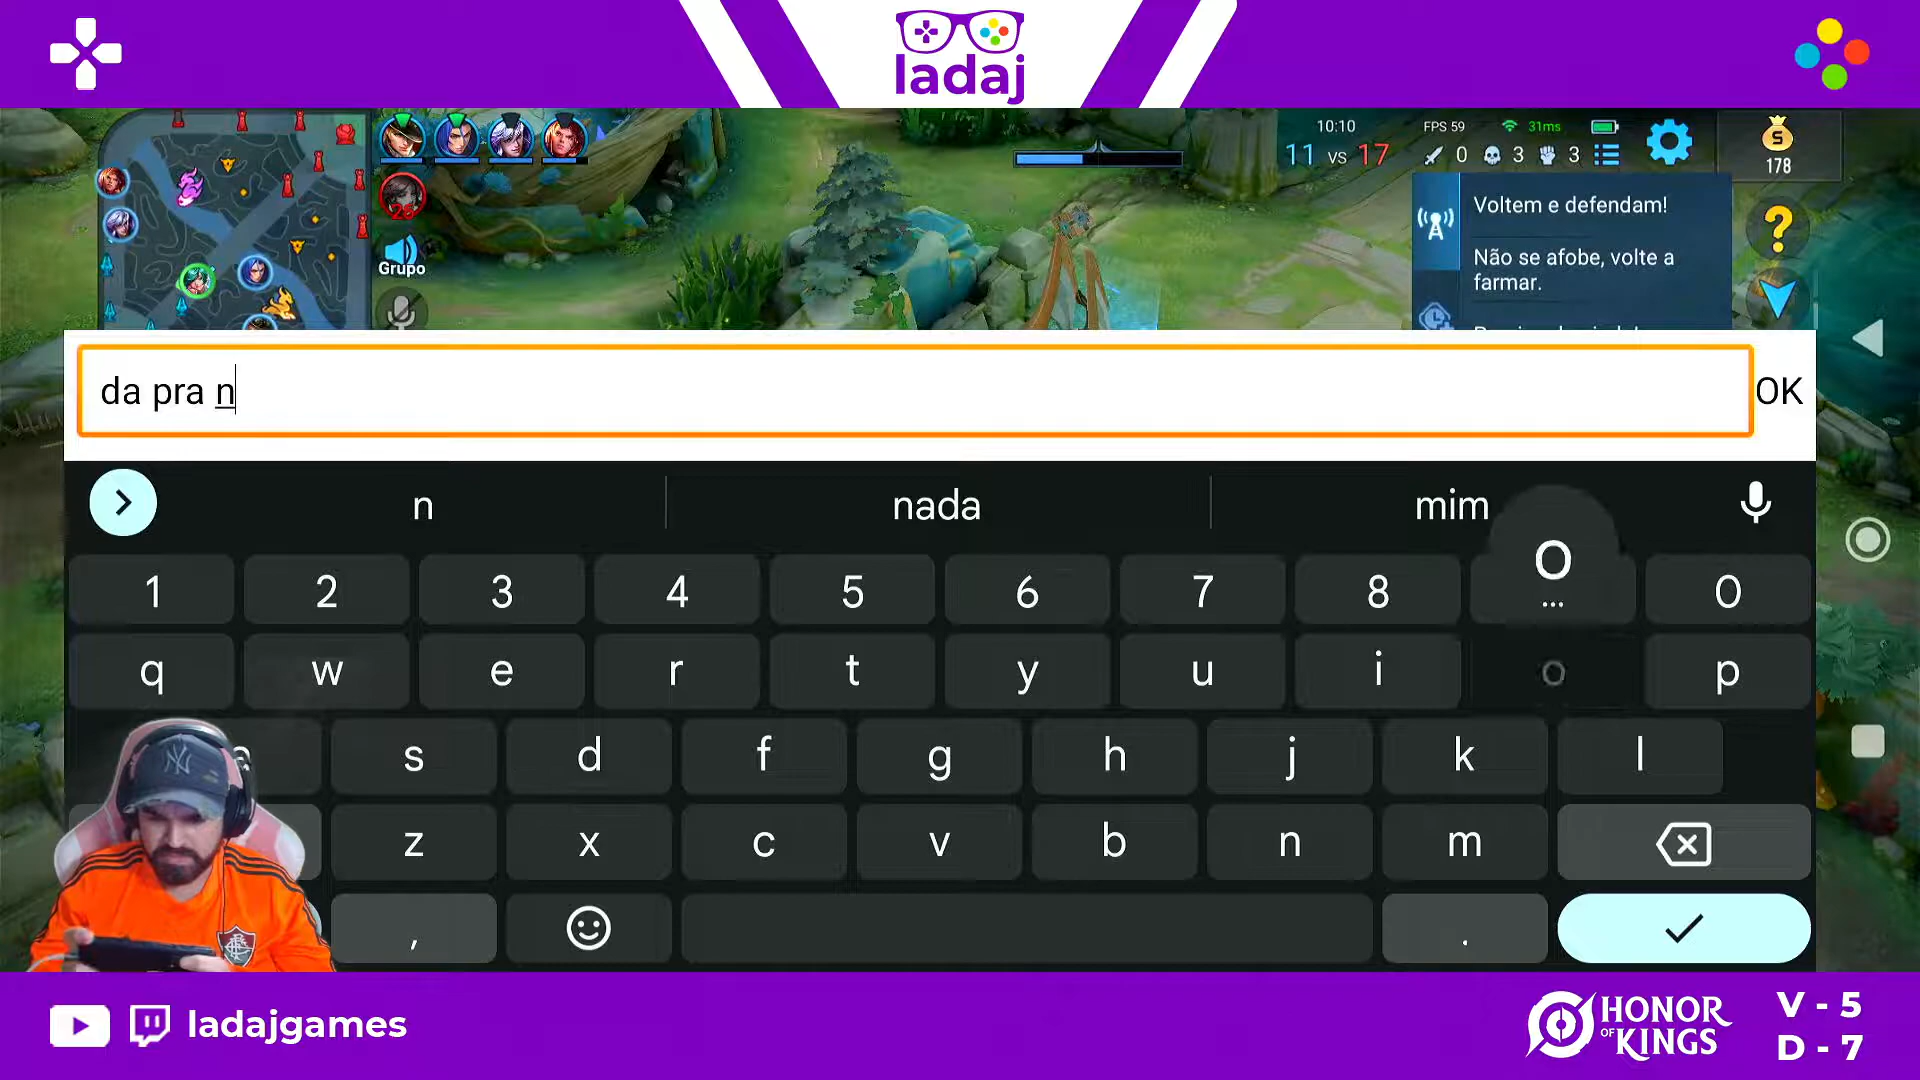 ladaj
10:10
11 vs 17
FPS 59
31ms
0
3
3
178
26
Grupo
Voltem e defendam!
Não se afobe, volte a
farmar.
?
da pra n
OK
n
nada
mim
1 2 3 4 5 6 7 8 0
o
...
q w e r t y u i o p
s d f g h j k l
z x c v b n m
, .
ladajgames
HONOR
OF KINGS
V - 5
D - 7